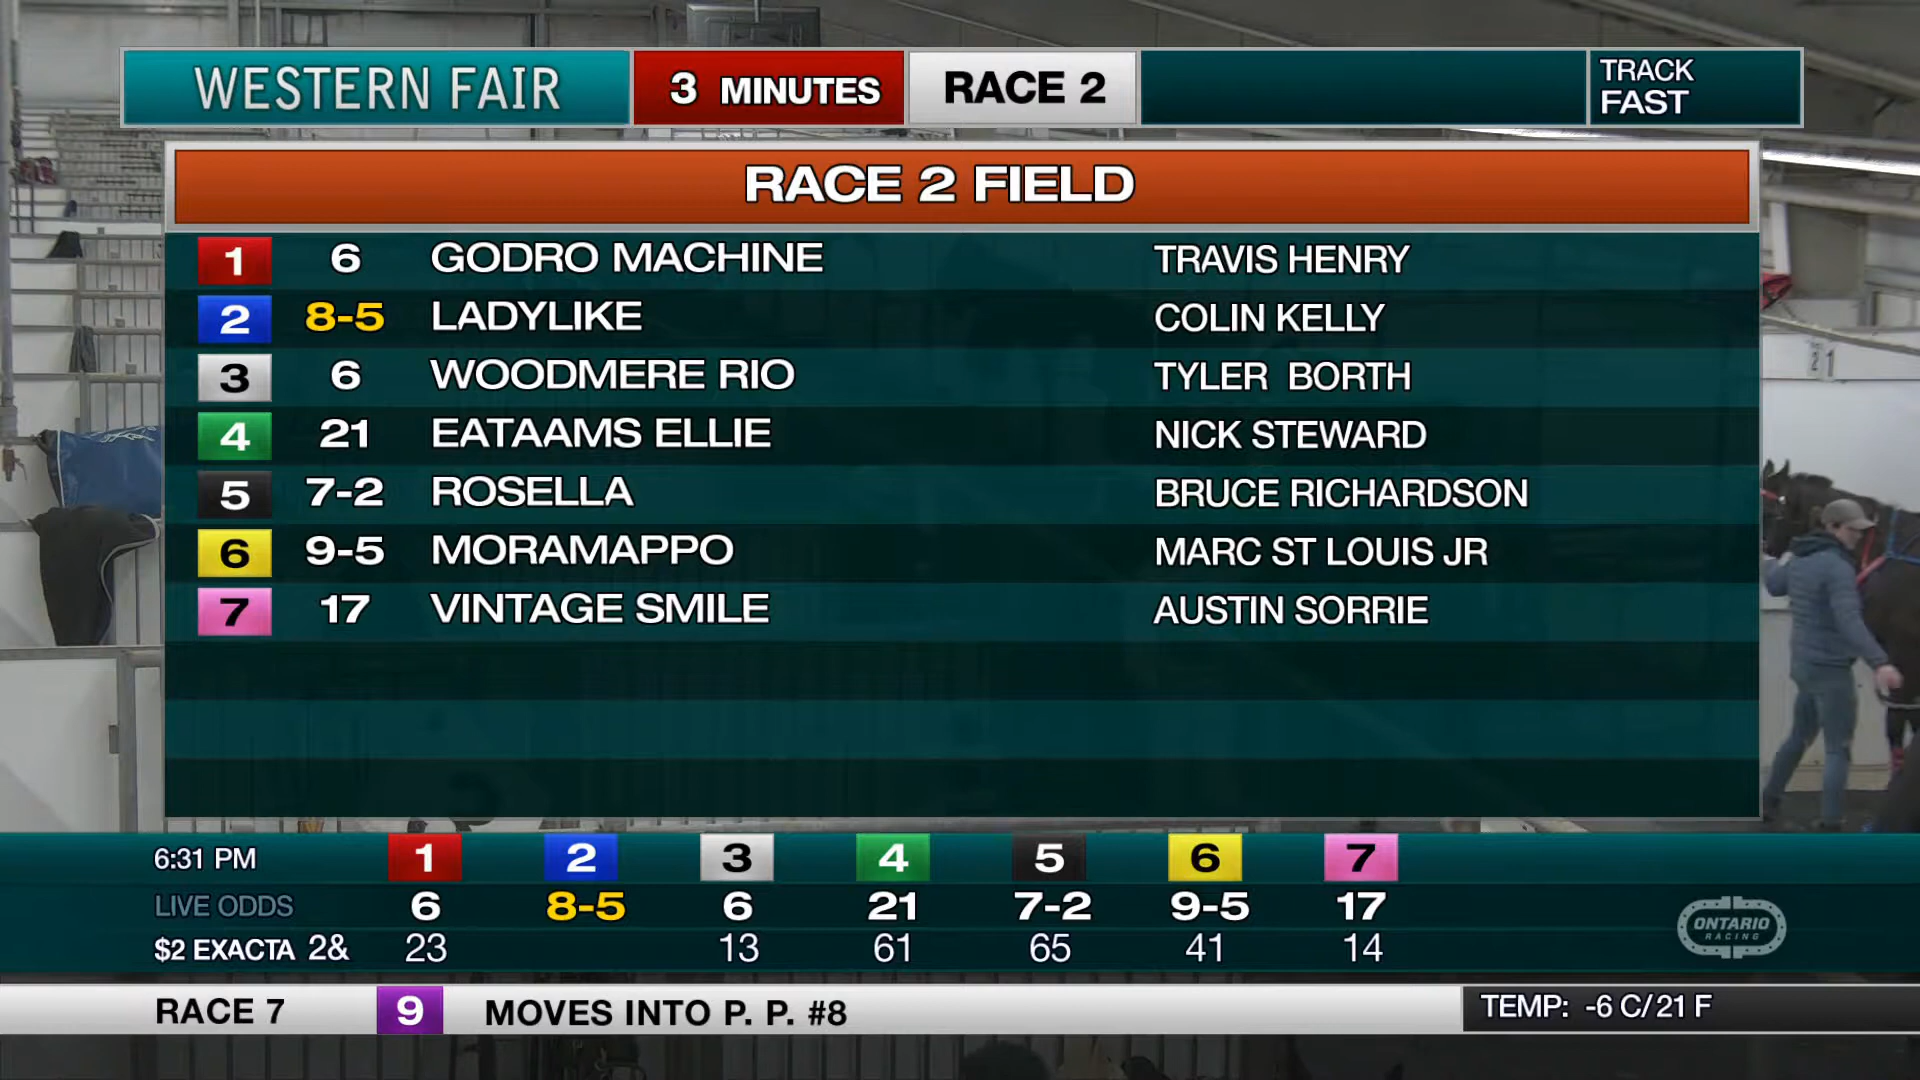 WESTERN FAIR 3 MINUTES RACE 2 TRACK FAST
RACE 2 FIELD
1 6 GODRO MACHINE TRAVIS HENRY
2 8-5 LADYLIKE COLIN KELLY
3 6 WOODMERE RIO TYLER BORTH
4 21 EATAAMS ELLIE NICK STEWARD
5 7-2 ROSELLA BRUCE RICHARDSON
6 9-5 MORAMAPPO MARC ST LOUIS JR
7 17 VINTAGE SMILE AUSTIN SORRIE
6:31 PM 1 2 3 4 5 6 7
LIVE ODDS 6 8-5 6 21 7-2 9-5 17
$2 EXACTA 2& 23 13 61 65 41 14
ONTARIO
RACING
RACE 7 9 MOVES INTO P. P. #8 TEMP: -6 C/21 F